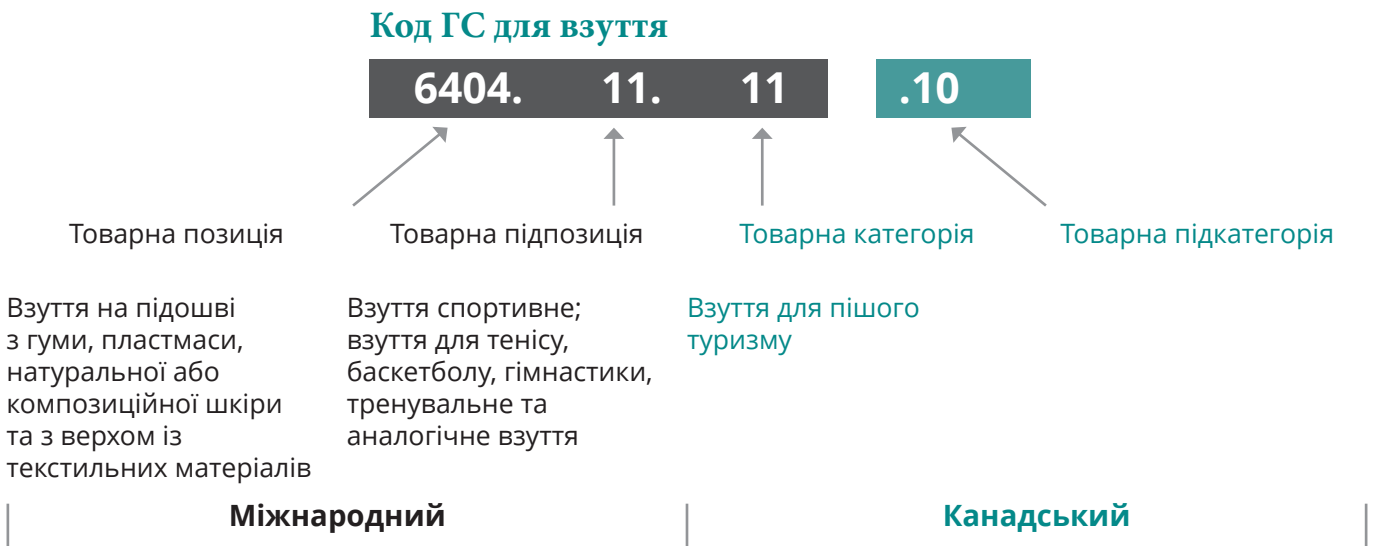 Код ГС для взуття
6404. 11. 11 .10
Товарна позиція
Товарна підпозиція
Товарна категорія
Товарна підкатегорія
Взуття на підошві
з гуми, пластмаси,
натуральної або
композиційної шкіри
та з верхом із
текстильних матеріалів
Взуття спортивне;
взуття для тенісу,
баскетболу, гімнастики,
тренувальне та
аналогічне взуття
Взуття для пішого
туризму
Міжнародний
Канадський